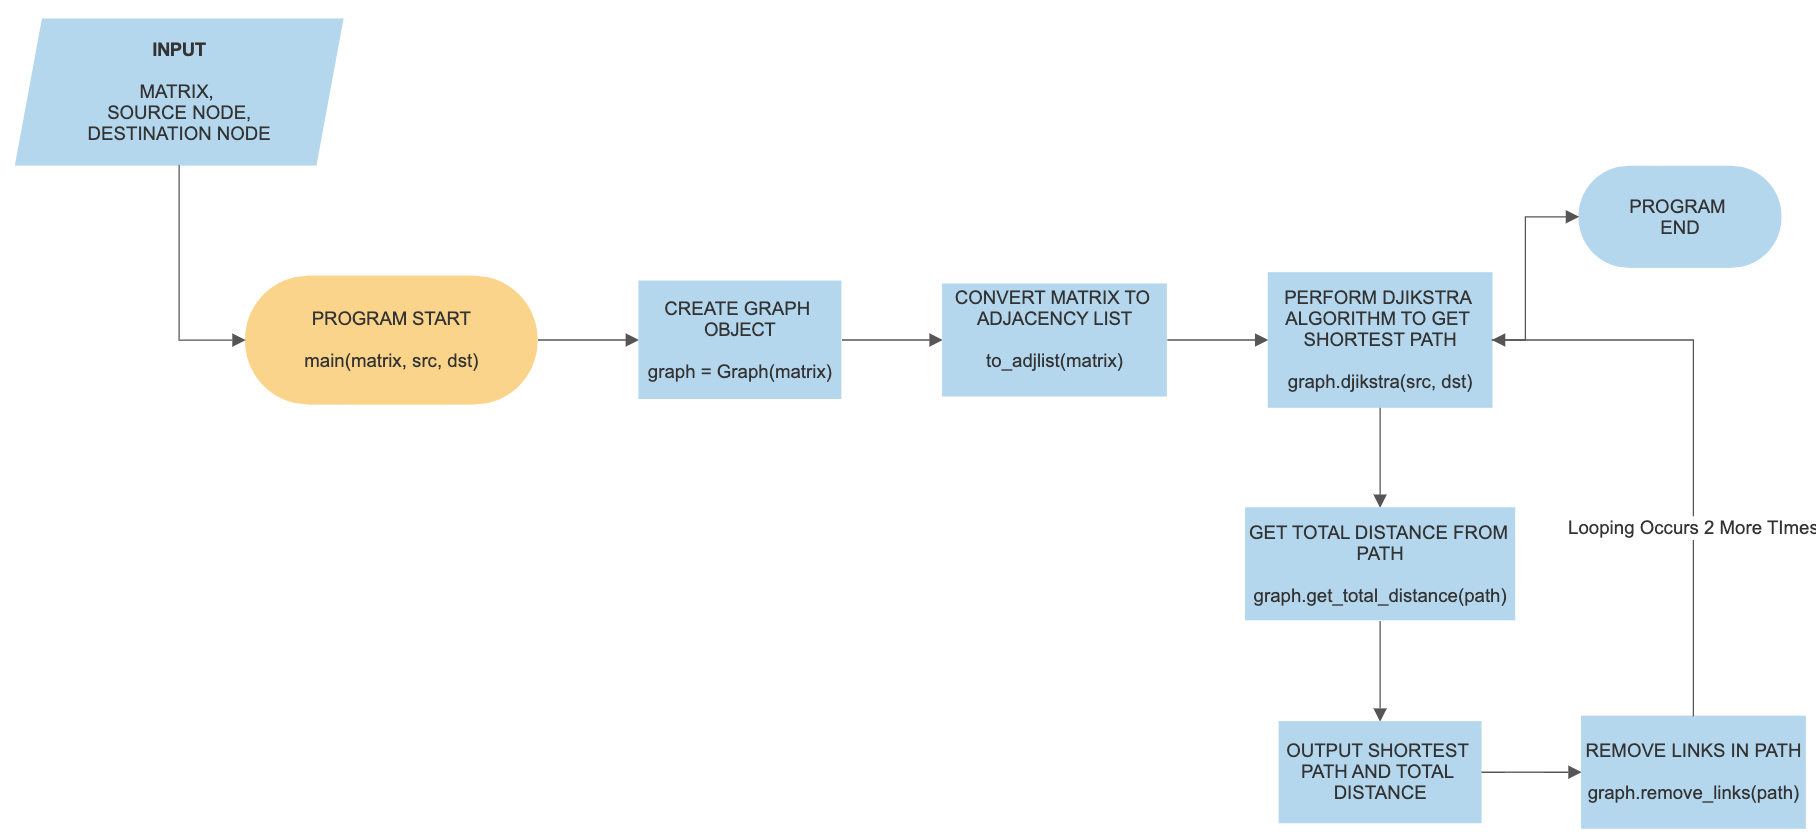 INPUT
MATRIX,
SOURCE NODE,
DESTINATION NODE
PROGRAM START
main(matrix, src, dst)
CREATE GRAPH
OBJECT
graph = Graph(matrix)
CONVERT MATRIX TO
ADJACENCY LIST
to_adjlist(matrix)
PERFORM DJIKSTRA
ALGORITHM TO GET
SHORTEST PATH
graph.djikstra(src, dst)
PROGRAM
END
GET TOTAL DISTANCE FROM
PATH
graph.get_total_distance(path)
Looping Occurs 2 More TImes
OUTPUT SHORTEST
PATH AND TOTAL
DISTANCE
REMOVE LINKS IN PATH
graph.remove_links(path)